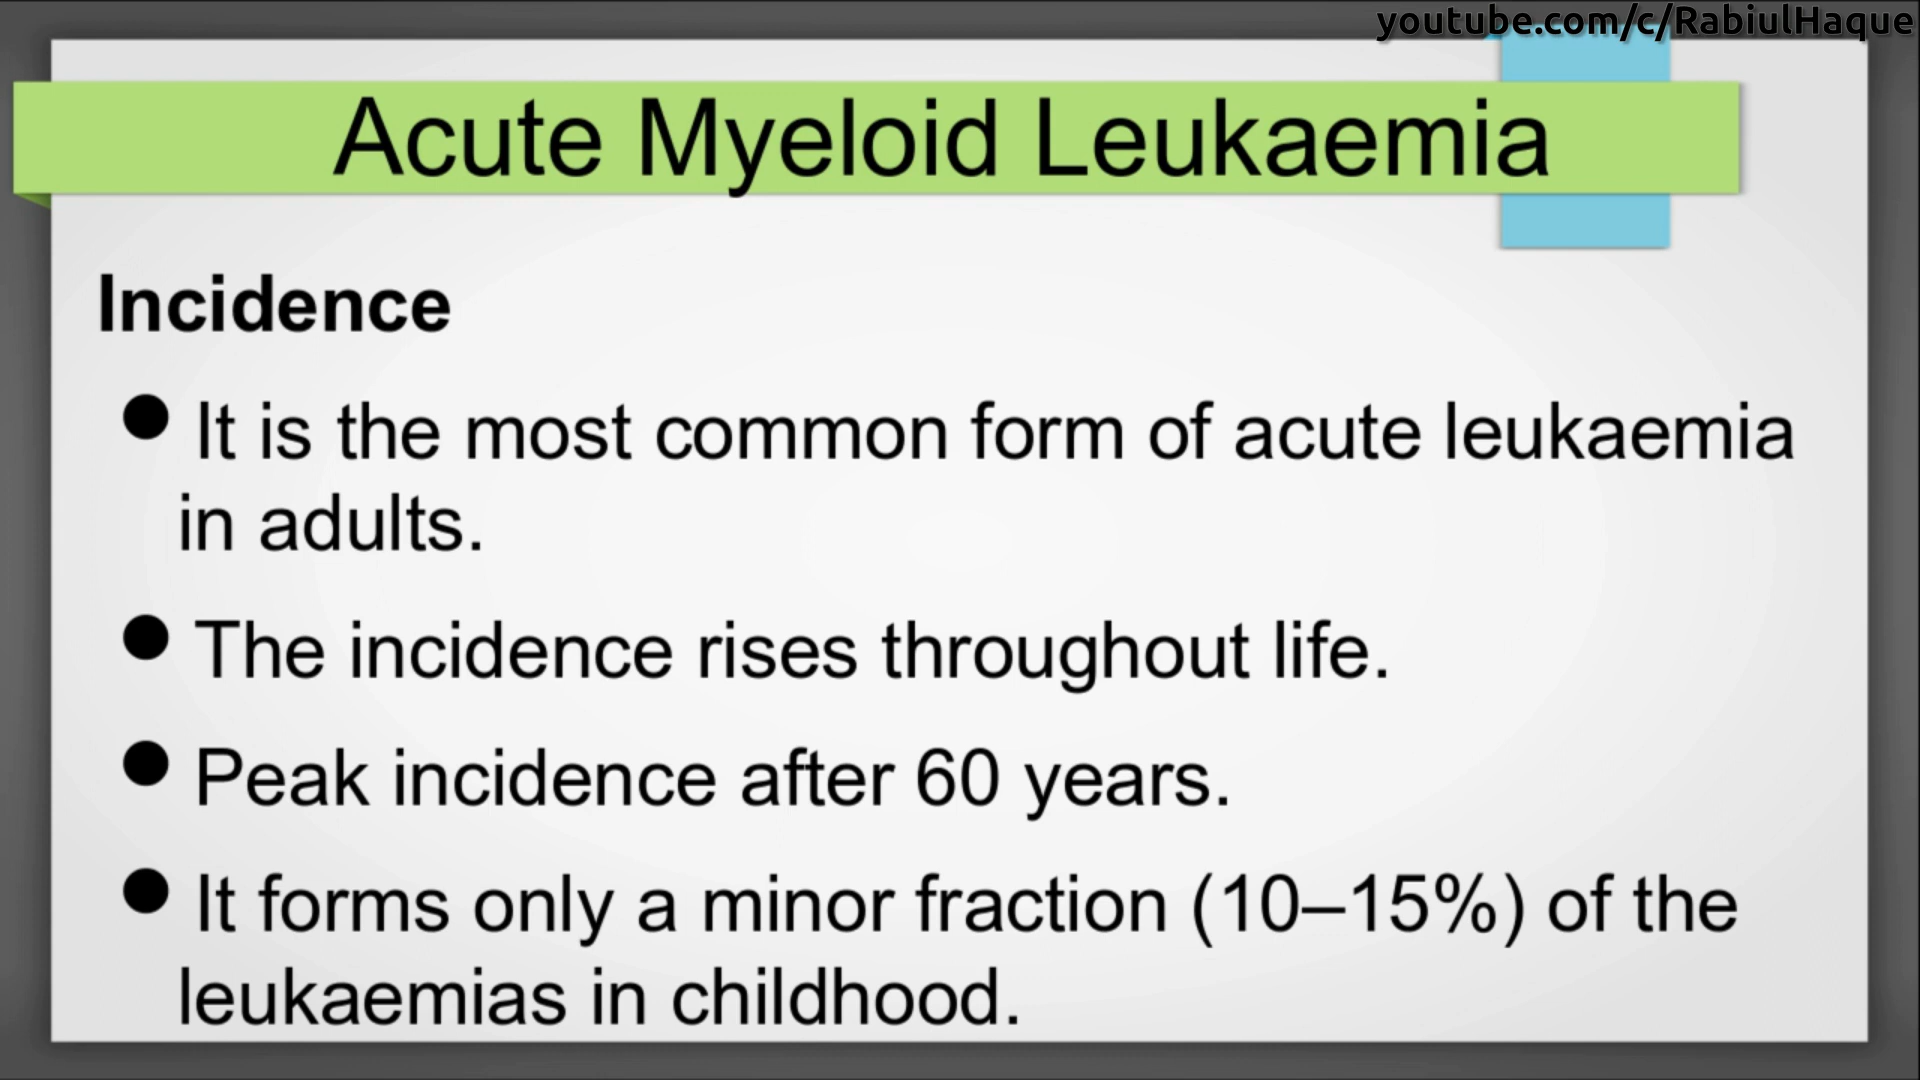 youtube.com/c/RabiulHaque
Acute Myeloid Leukaemia
Incidence
● It is the most common form of acute leukaemia
in adults.
● The incidence rises throughout life.
● Peak incidence after 60 years.
● It forms only a minor fraction (10–15%) of the
leukaemias in childhood.